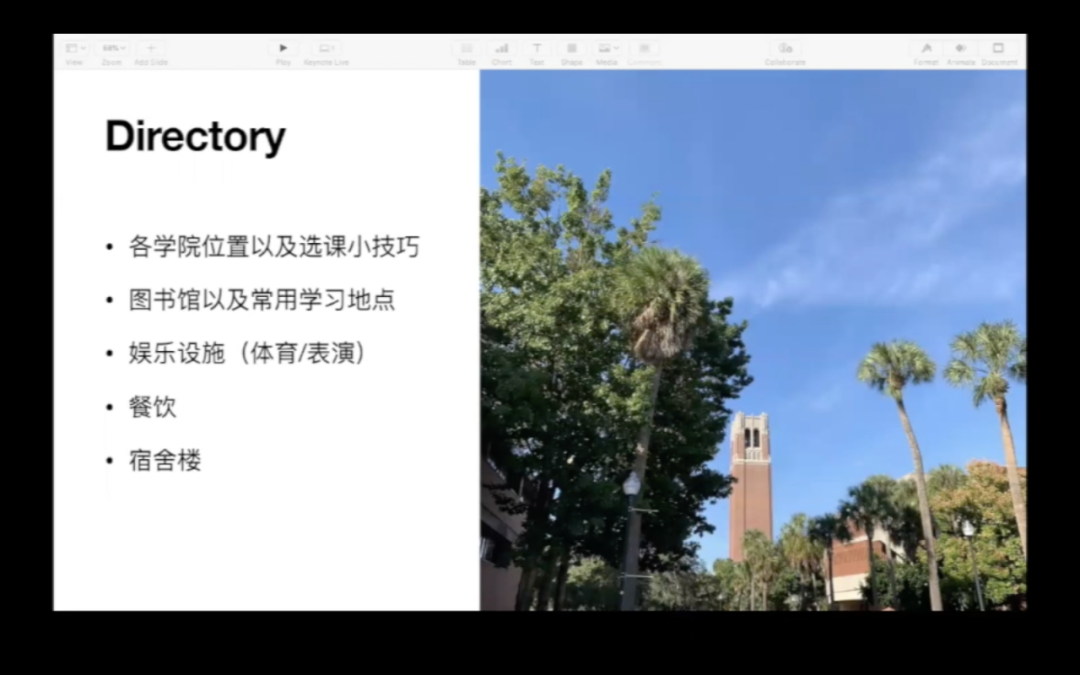 View
68%
Zoom
Add Slide
Play
Keynote Live
Table
Chart
Text
Shape
Media
Comment
Collaborate
Format
Animate
Document
Directory
• 各学院位置以及选课小技巧
• 图书馆以及常用学习地点
• 娱乐设施（体育/表演）
• 餐饮
• 宿舍楼